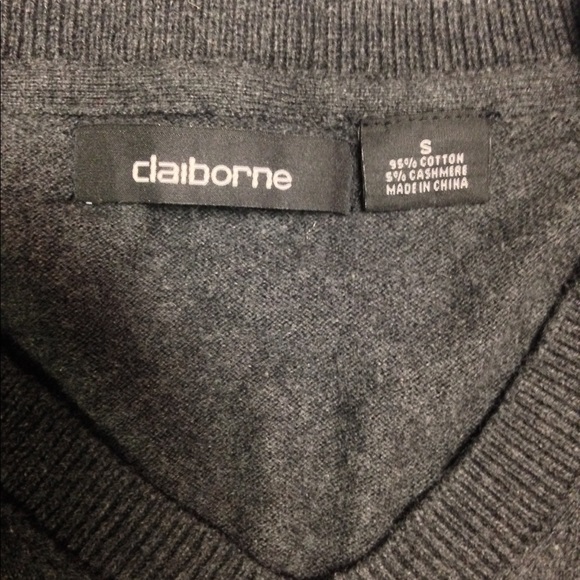 claiborne
S
95% COTTON
5% CASHMERE
MADE IN CHINA